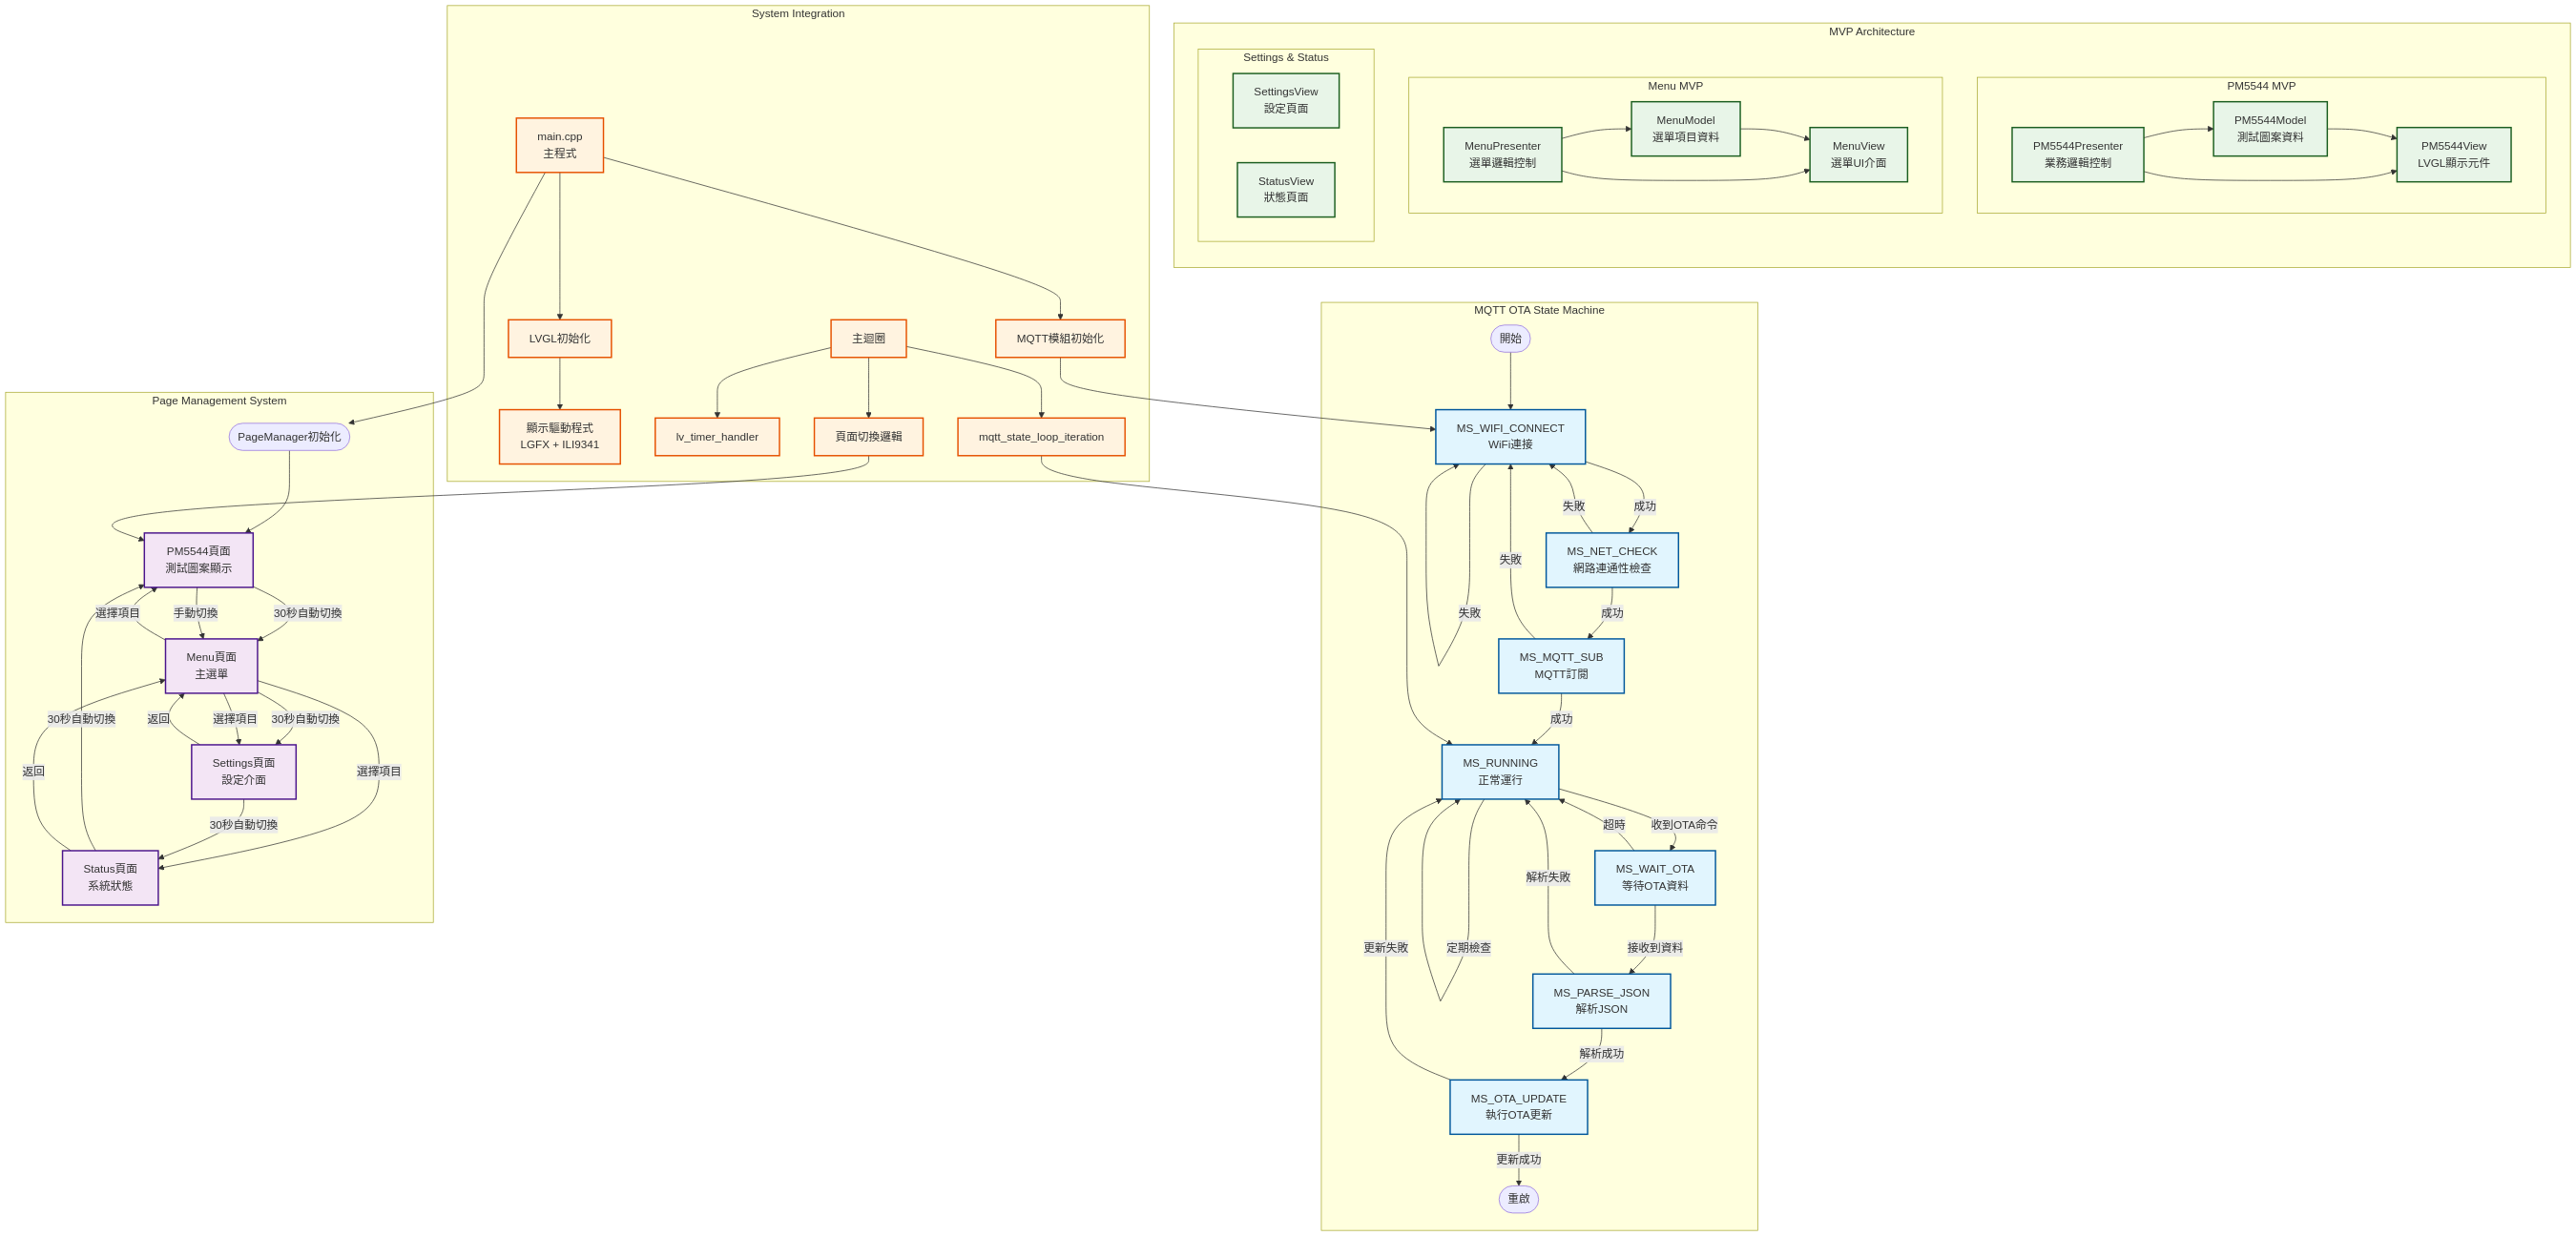 System Integration
main.cpp
主程式
LVGL初始化
主迴圈
MQTT模組初始化
顯示驅動程式
LGFX + ILI9341
lv_timer_handler
頁面切換邏輯
mqtt_state_loop_iteration
MVP Architecture
Settings & Status
SettingsView
設定頁面
StatusView
狀態頁面
Menu MVP
MenuPresenter
選單邏輯控制
MenuModel
選單項目資料
MenuView
選單UI介面
PM5544 MVP
PM5544Presenter
業務邏輯控制
PM5544Model
測試圖案資料
PM5544View
LVGL顯示元件
Page Management System
PageManager初始化
PM5544頁面
測試圖案顯示
選擇項目
手動切換
30秒自動切換
Menu頁面
主選單
30秒自動切換
返回
選擇項目
30秒自動切換
Settings頁面
設定介面
返回
選擇項目
30秒自動切換
Status頁面
系統狀態
MQTT OTA State Machine
開始
MS_WIFI_CONNECT
WiFi連接
失敗
成功
MS_NET_CHECK
網路連通性檢查
失敗
失敗
成功
MS_MQTT_SUB
MQTT訂閱
成功
MS_RUNNING
正常運行
超時
收到OTA命令
MS_WAIT_OTA
等待OTA資料
解析失敗
更新失敗
定期檢查
接收到資料
MS_PARSE_JSON
解析JSON
解析成功
MS_OTA_UPDATE
執行OTA更新
更新成功
重啟